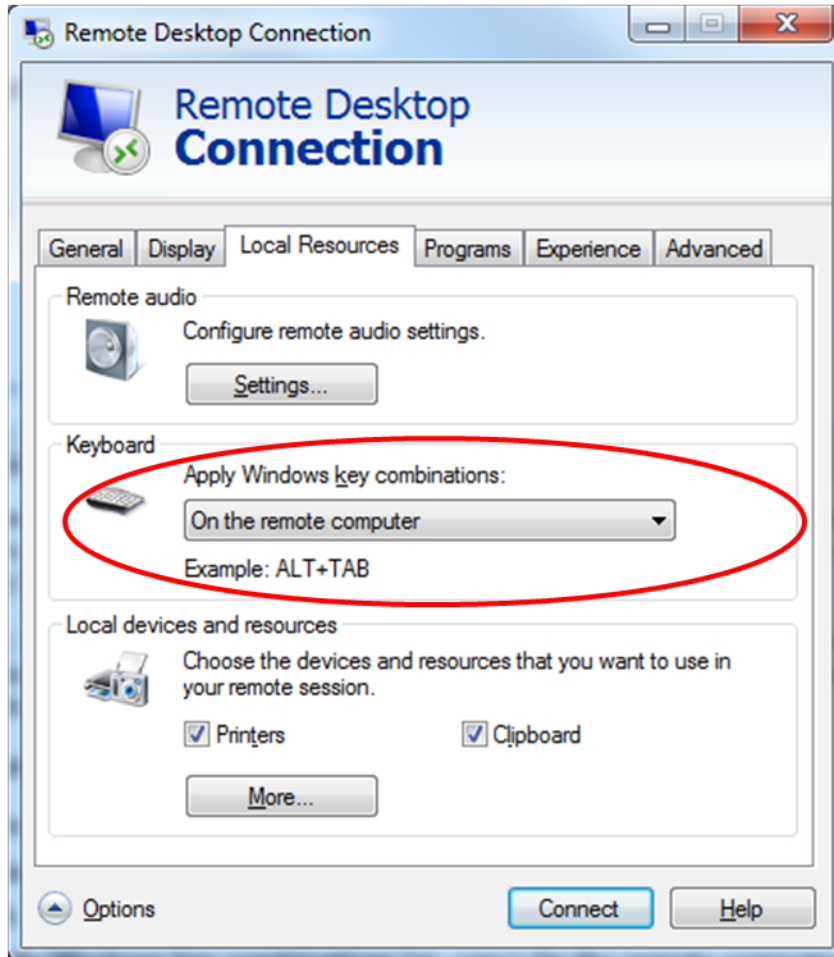 Remote Desktop Connection
Remote Desktop
Connection
General Display Local Resources Programs Experience Advanced
Remote audio
Configure remote audio settings.
Settings...
Keyboard
Apply Windows key combinations:
On the remote computer
Example: ALT+TAB
Local devices and resources
Choose the devices and resources that you want to use in
your remote session.
Printers Clipboard
More...
Options Connect Help